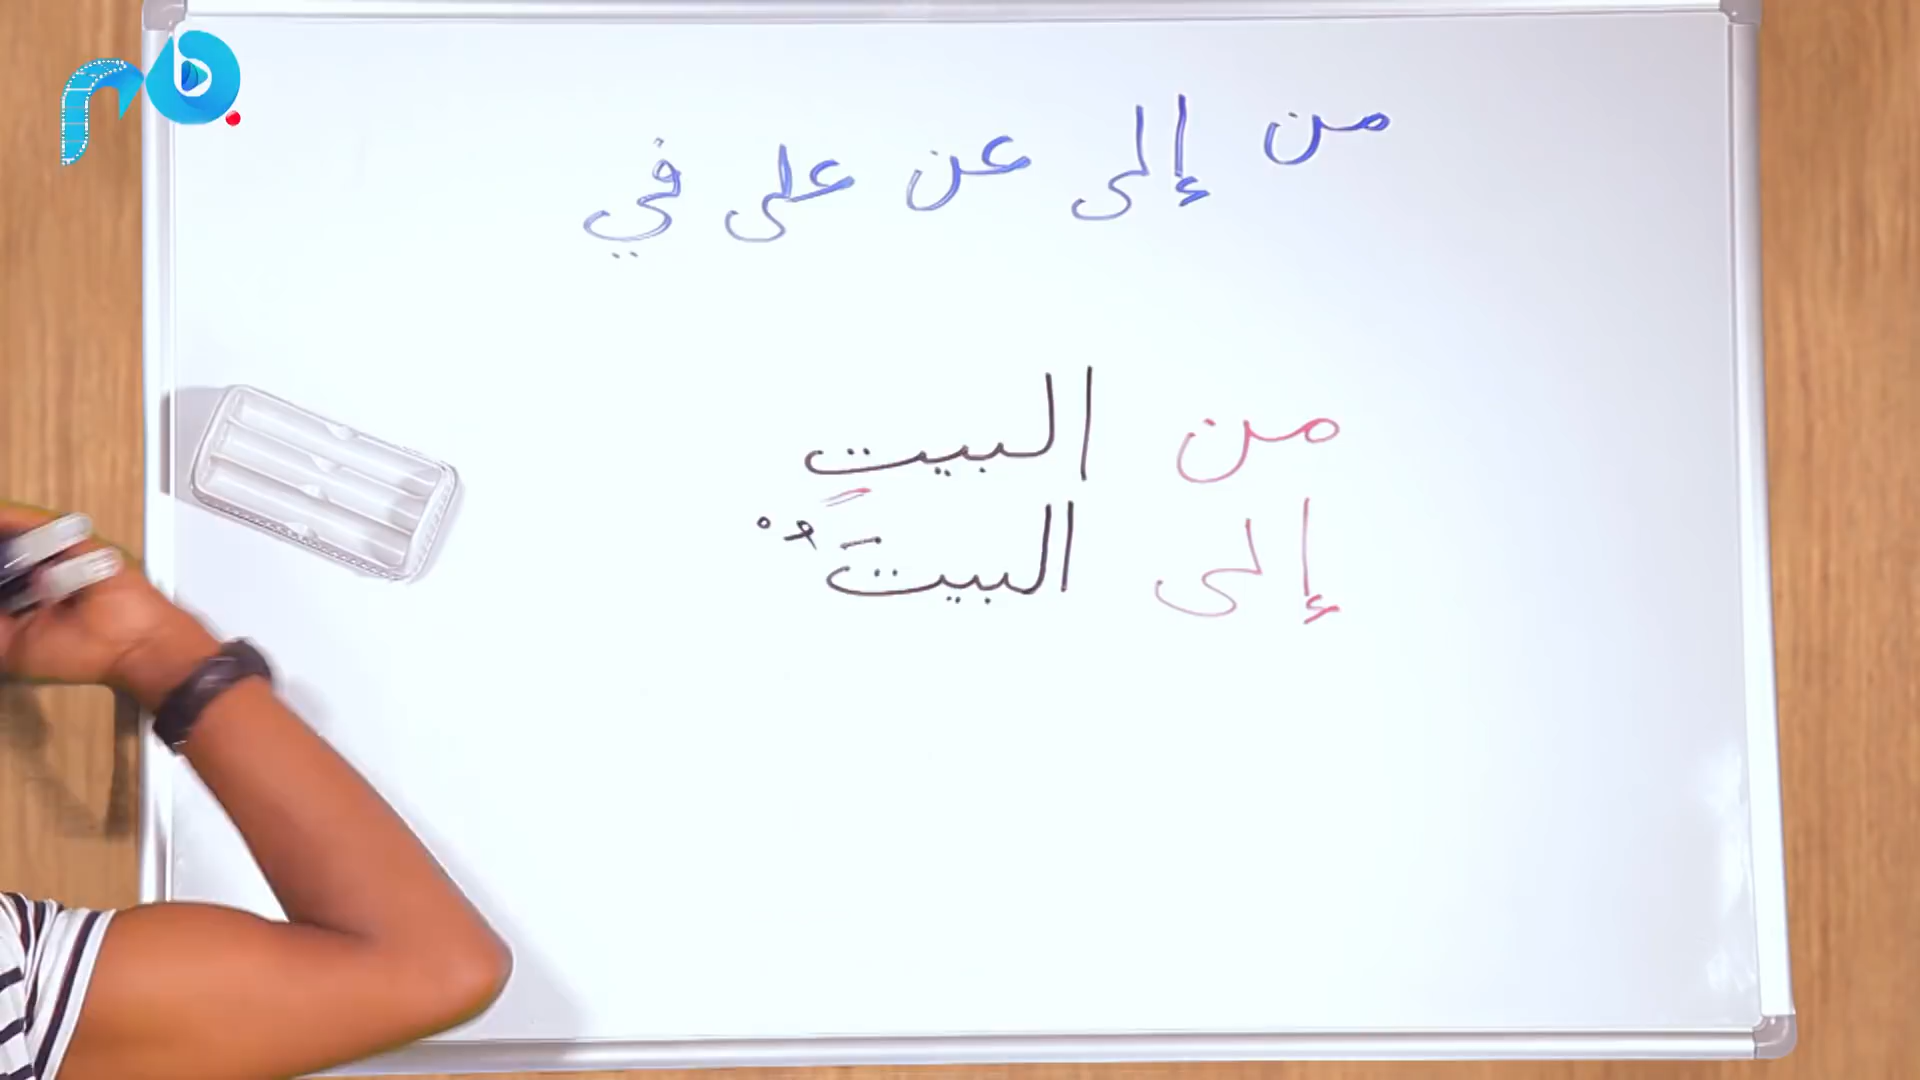 من إلى عن على في
من البيتِ
إلى البيتَ ُ ْ